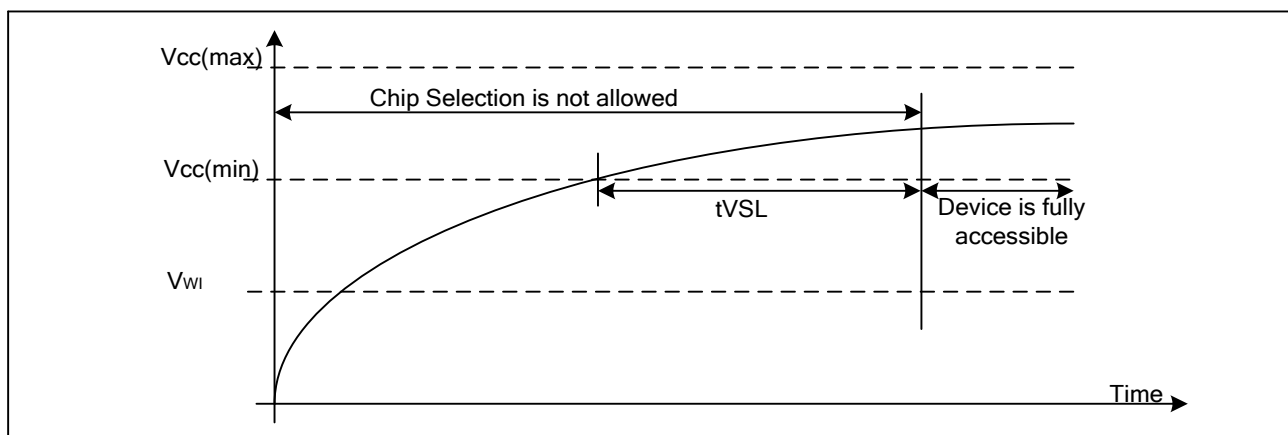 Vcc(max)
Chip Selection is not allowed
Vcc(min)
tVSL
Device is fully
accessible
VWI
Time